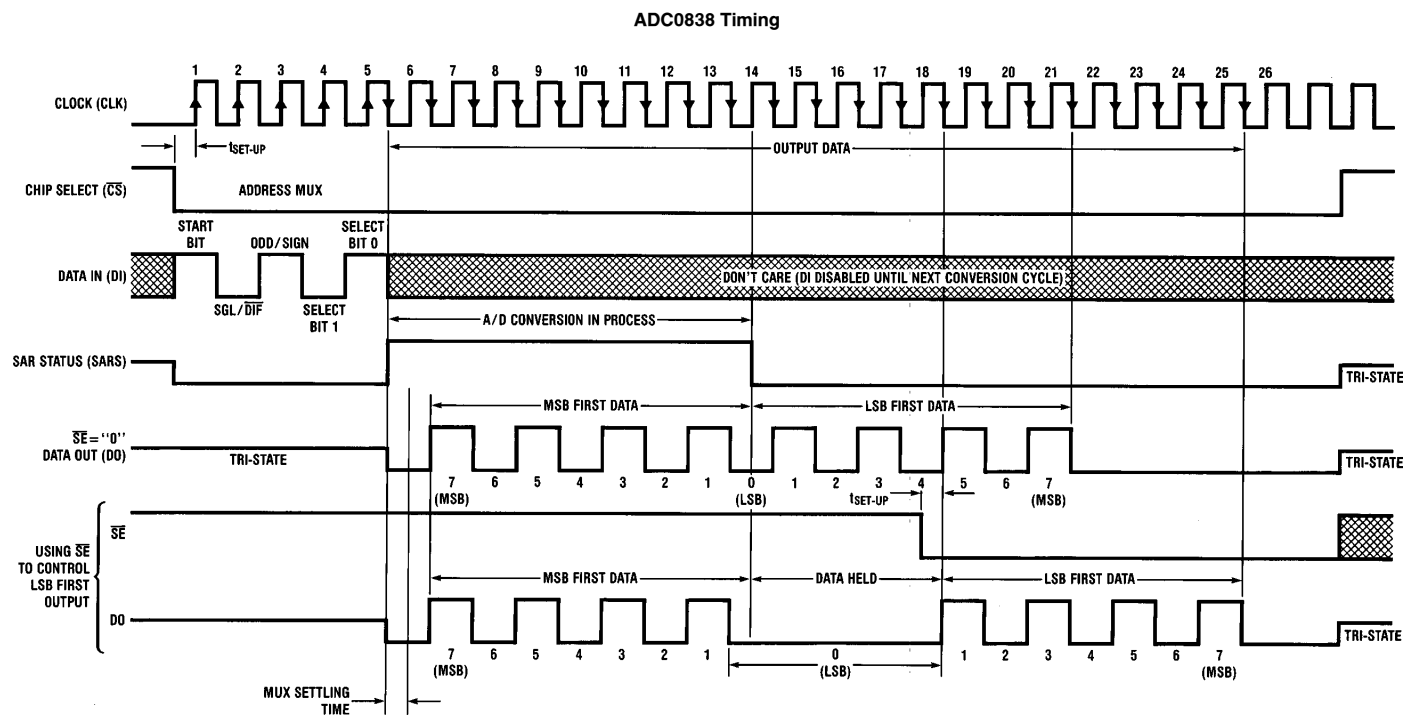 ADC0838 Timing
1 2 3 4 5 6 7 8 9 10 11 12 13 14 15 16 17 18 19 20 21 22 23 24 25 26
CLOCK (CLK)
tSET-UP
OUTPUT DATA
CHIP SELECT (CS)
ADDRESS MUX
START
BIT
ODD/SIGN
SELECT
BIT 0
DATA IN (DI)
DON'T CARE (DI DISABLED UNTIL NEXT CONVERSION CYCLE)
SGL/DIF
SELECT
BIT 1
A/D CONVERSION IN PROCESS
SAR STATUS (SARS)
TRI-STATE
MSB FIRST DATA
LSB FIRST DATA
SE = "0"
DATA OUT (DO)
TRI-STATE
TRI-STATE
7 6 5 4 3 2 1 0 1 2 3 4 5 6 7
(MSB)
(LSB)
(MSB)
tSET-UP
SE
USING SE
TO CONTROL
LSB FIRST
OUTPUT
MSB FIRST DATA
DATA HELD
LSB FIRST DATA
DO
TRI-STATE
7 6 5 4 3 2 1 0 1 2 3 4 5 6 7
(MSB)
(LSB)
(MSB)
MUX SETTLING
TIME